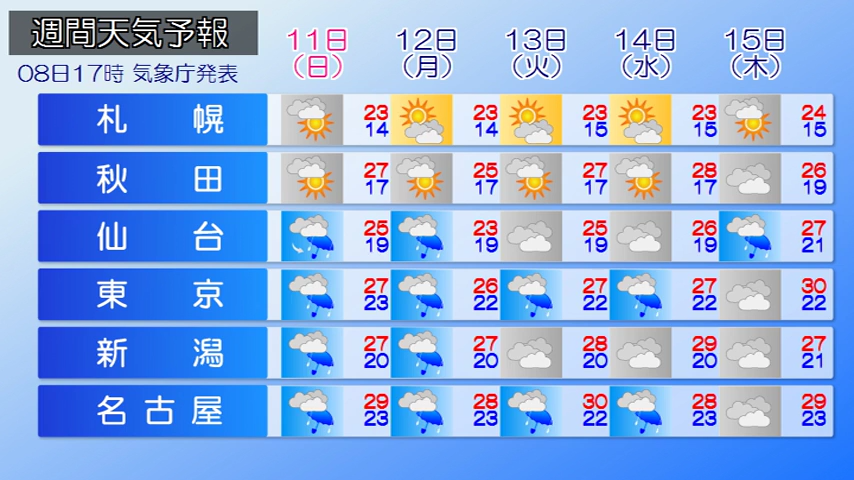 週間天気予報
08日17時 気象庁発表
11日 12日 13日 14日 15日
(日) (月) (火) (水) (木)
札幌 23 14 23 14 23 15 23 15 24 15
秋田 27 17 25 17 27 17 28 17 26 19
仙台 25 19 23 19 25 19 26 19 27 21
東京 27 23 26 22 27 22 27 22 30 22
新潟 27 20 27 20 28 20 29 20 27 21
名古屋 29 23 28 23 30 22 28 23 29 23